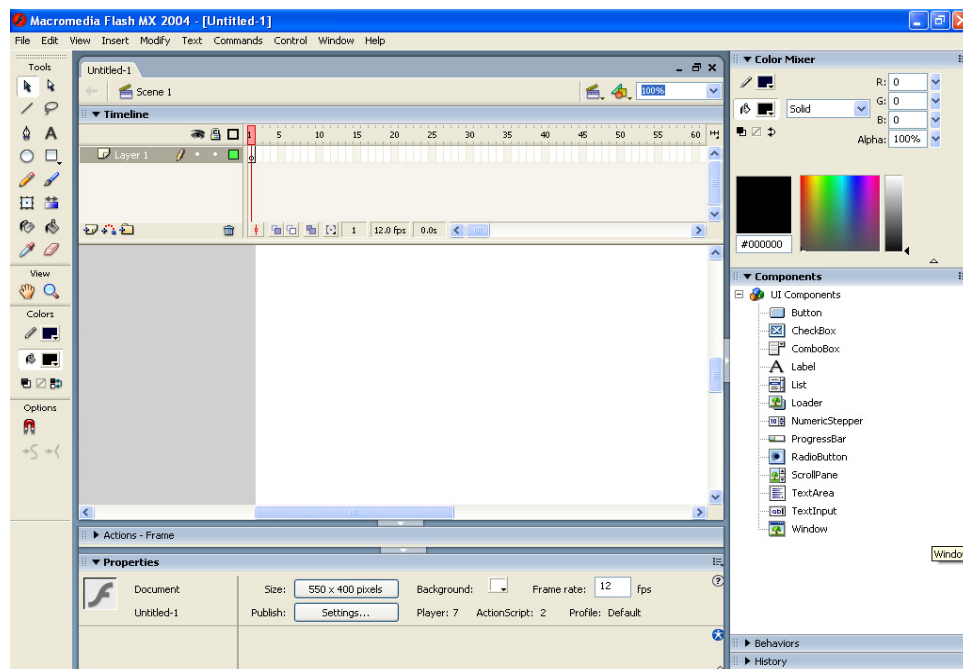 Macromedia Flash MX 2004 - [Untitled-1]
File Edit View Insert Modify Text Commands Control Window Help
Tools
View
Colors
Options
Untitled-1
Scene 1
100%
Timeline
1 5 10 15 20 25 30 35 40 45 50 55 60
Layer 1
1 12.0 fps 0.0s
Actions - Frame
Properties
Document
Size: 550 x 400 pixels
Background:
Frame rate: 12 fps
Untitled-1
Publish: Settings...
Player: 7 ActionScript: 2 Profile: Default
Color Mixer
R: 0
Solid
G: 0
B: 0
Alpha: 100%
#000000
Components
UI Components
Button
CheckBox
ComboBox
Label
List
Loader
NumericStepper
ProgressBar
RadioButton
ScrollPane
TextArea
TextInput
Window
Windo
Behaviors
History